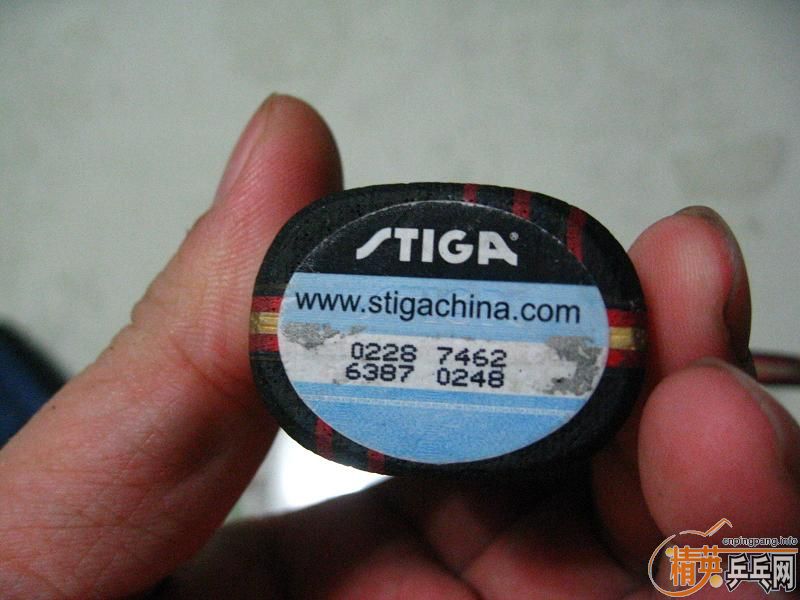 STIGA®
www.stigachina.com
0228 7462
6387 0248
cnpingpang.info
精英乒乓网